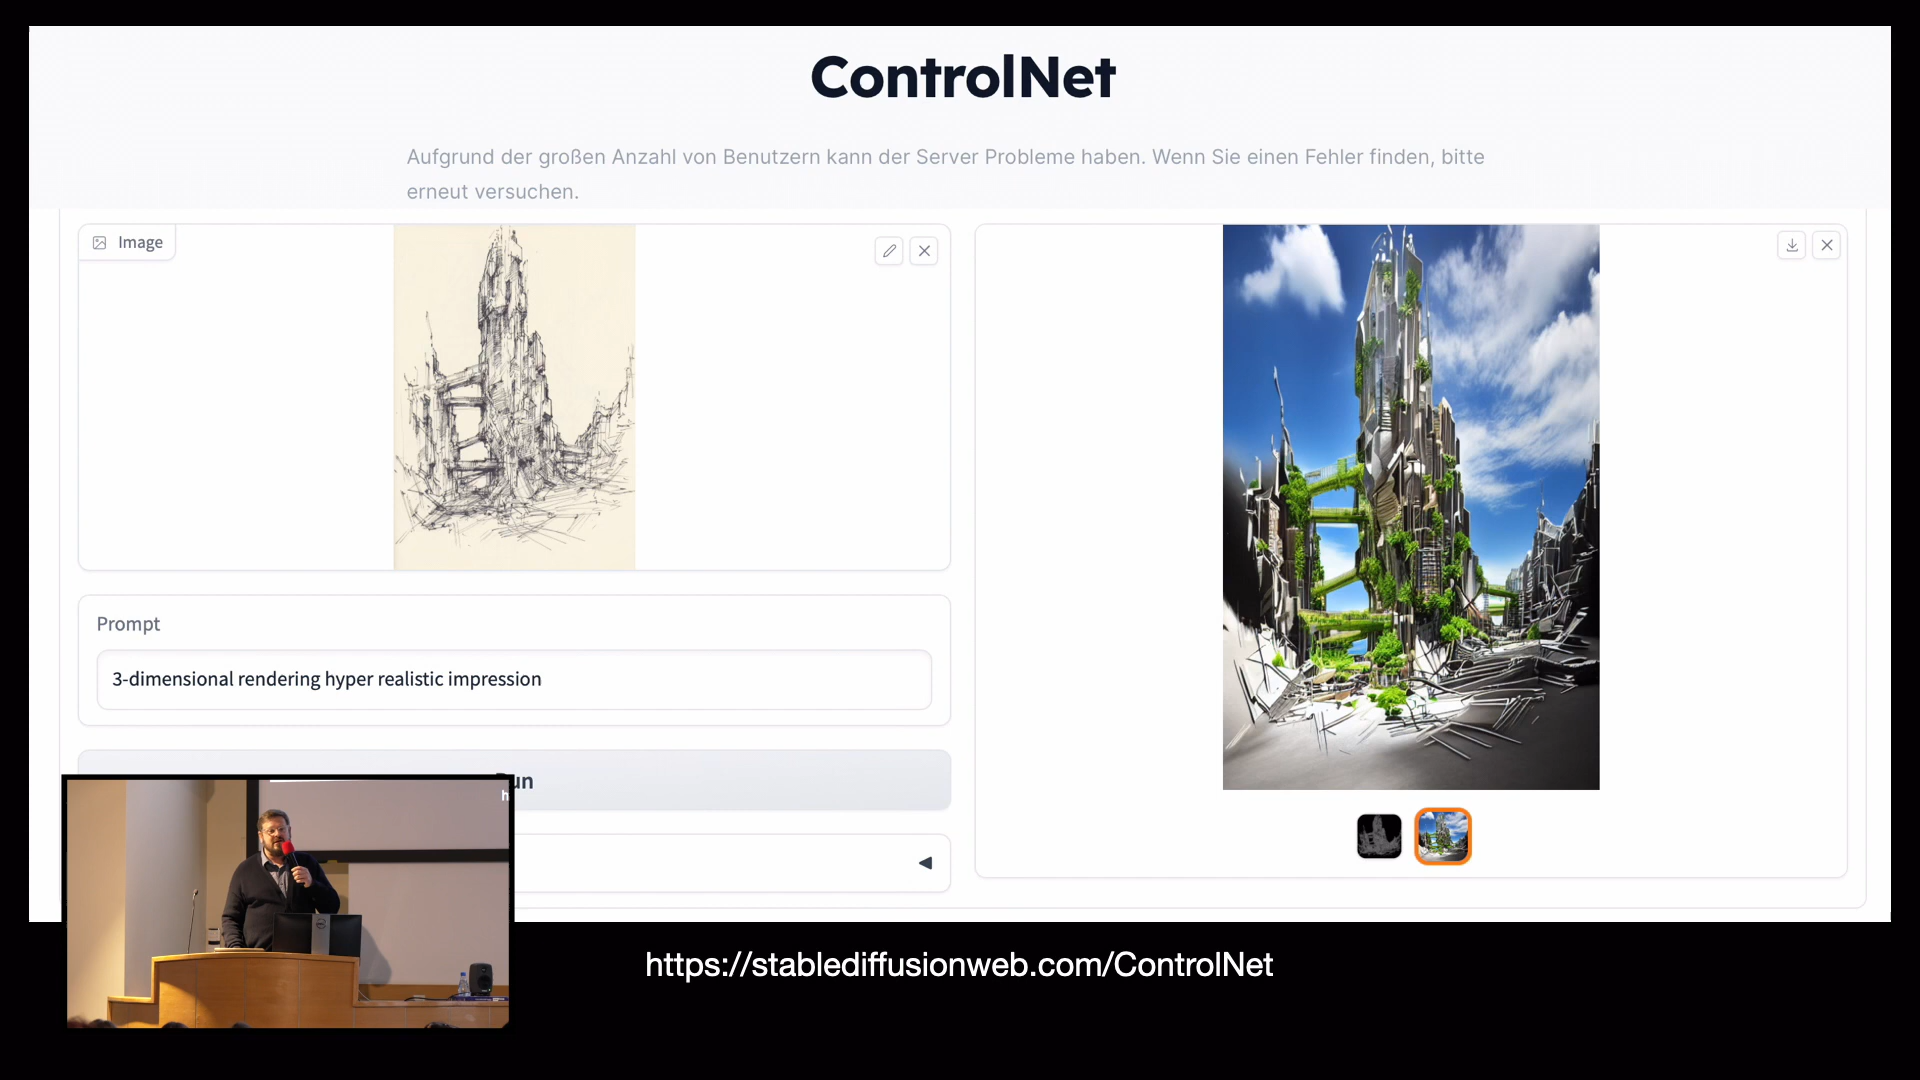 ControlNet
Aufgrund der großen Anzahl von Benutzern kann der Server Probleme haben. Wenn Sie einen Fehler finden, bitte
erneut versuchen.
Image
Prompt
3-dimensional rendering hyper realistic impression
https://stablediffusionweb.com/ControlNet